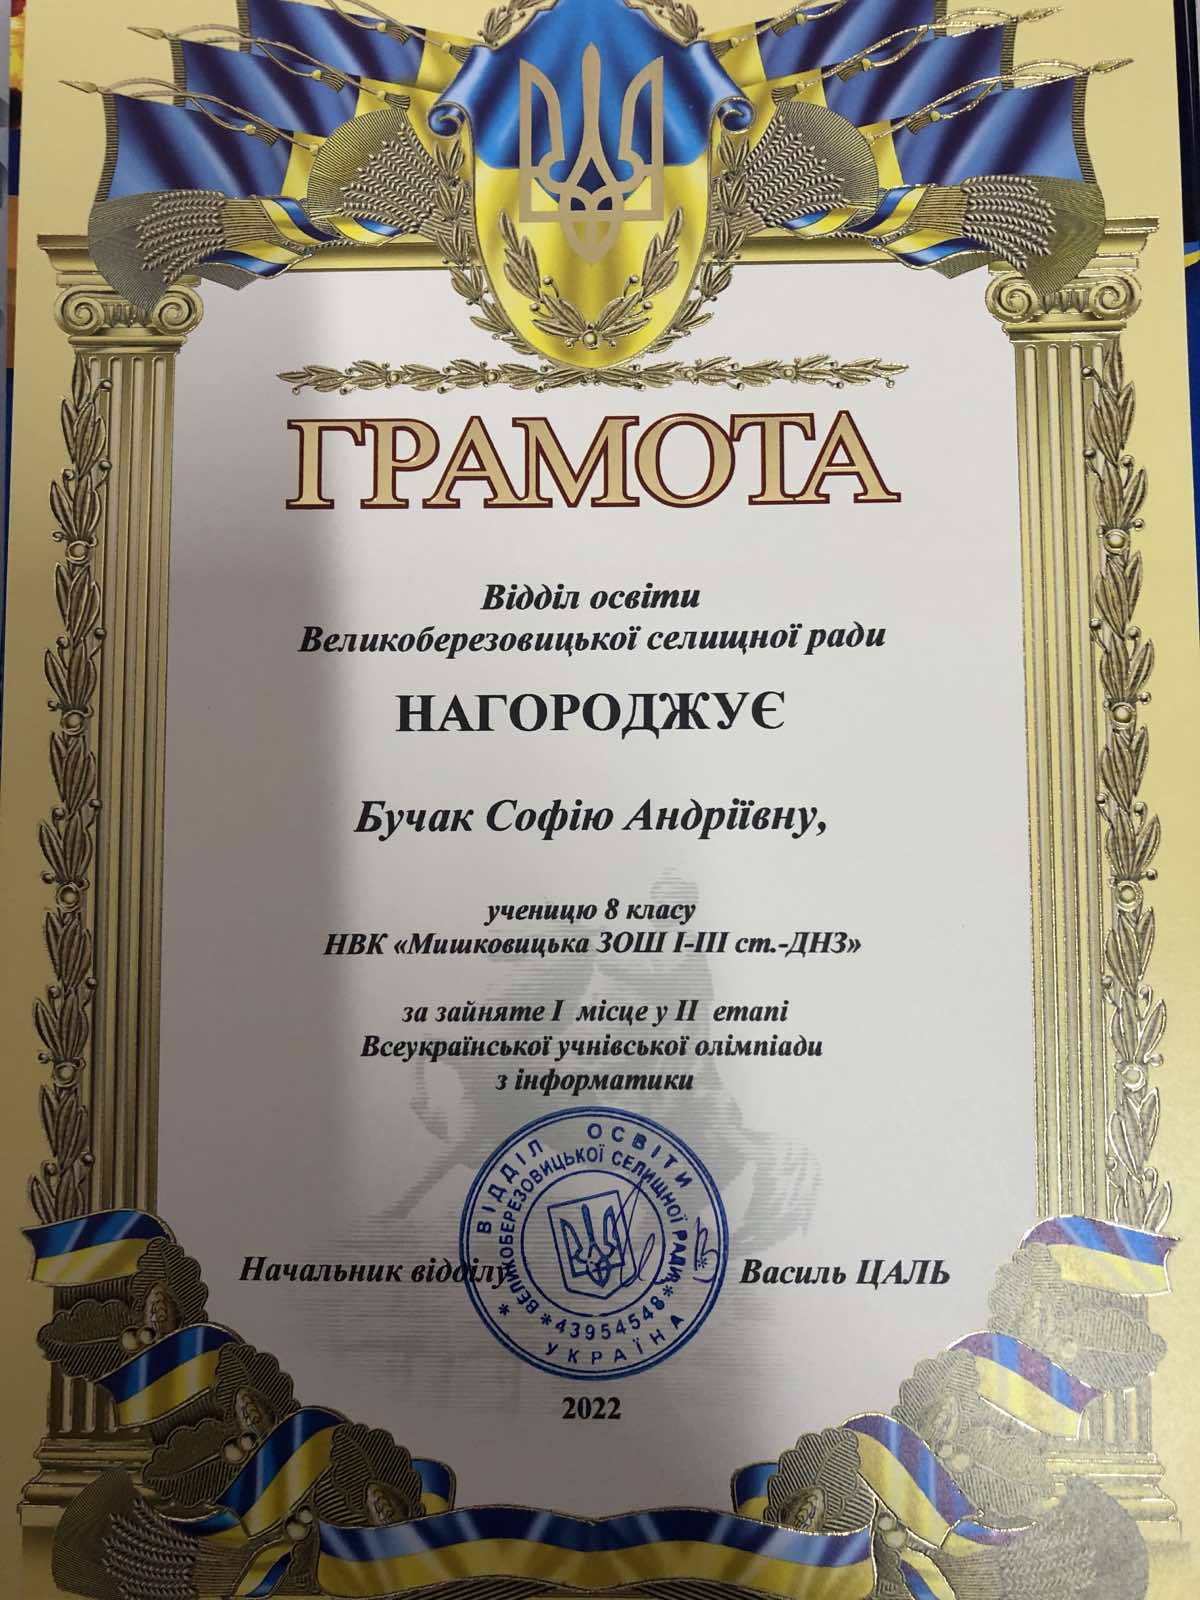 ГРАМОТА
Відділ освіти
Великоберезовицької селищної ради
НАГОРОДЖУЄ
Бучак Софію Андріївну,
ученицю 8 класу
НВК «Мишковицька ЗОШ І-ІІІ ст.-ДНЗ»
за зайняте І місце у ІІ етапі
Всеукраїнської учнівської олімпіади
з інформатики
Начальник відділу
Василь ЦАЛЬ
ВІДДІЛ ОСВІТИ
ВЕЛИКОБЕРЕЗОВИЦЬКОЇ СЕЛИЩНОЇ РАДИ
*43954548*
* УКРАЇНА *
2022